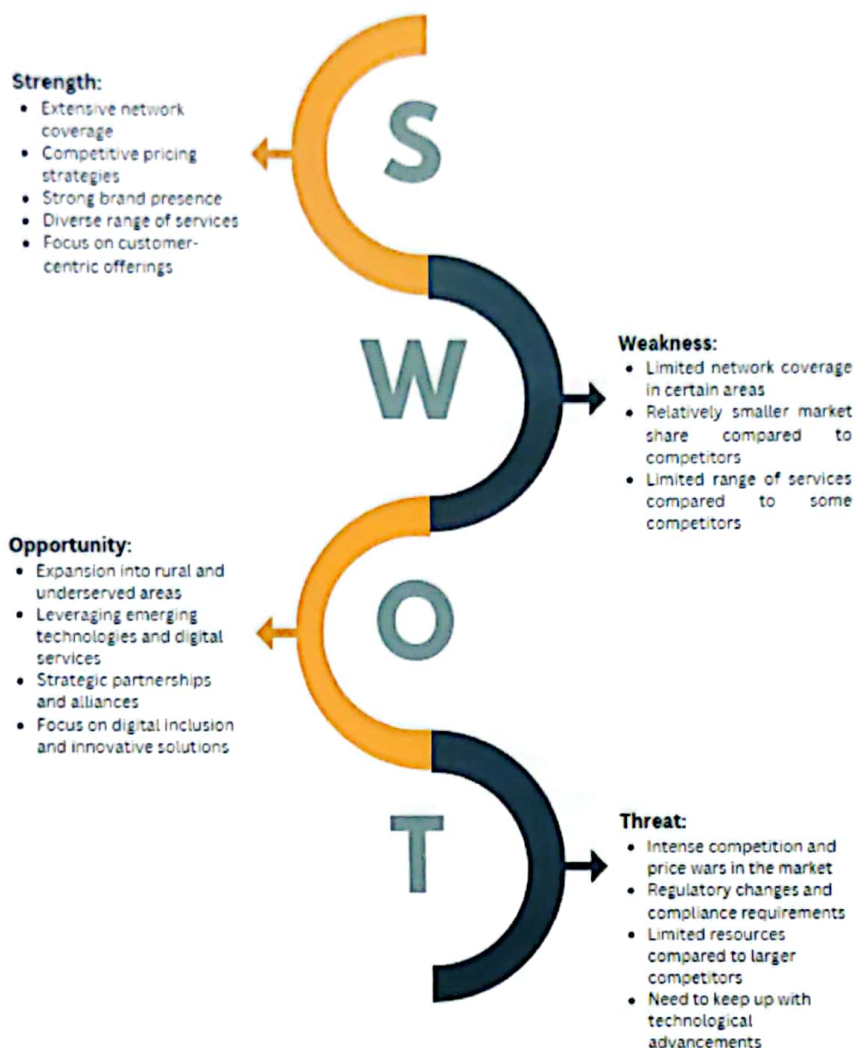 S
Strength:
• Extensive network
coverage
• Competitive pricing
strategies
• Strong brand presence
• Diverse range of services
• Focus on customer-
centric offerings
W
Weakness:
• Limited network coverage
in certain areas
• Relatively smaller market
share compared to
competitors
• Limited range of services
compared to some
competitors
O
Opportunity:
• Expansion into rural and
underserved areas
• Leveraging emerging
technologies and digital
services
• Strategic partnerships
and alliances
• Focus on digital inclusion
and innovative solutions
T
Threat:
• Intense competition and
price wars in the market
• Regulatory changes and
compliance requirements
• Limited resources
compared to larger
competitors
• Need to keep up with
technological
advancements